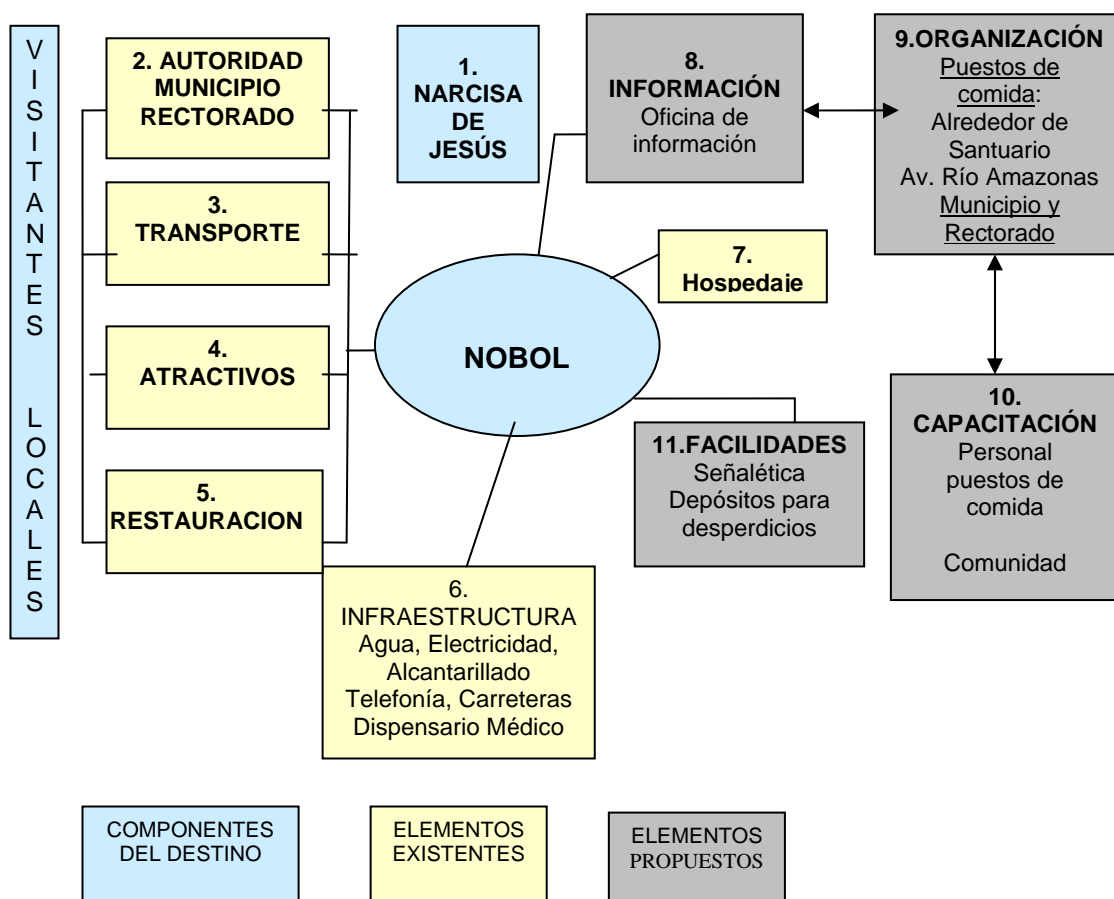 VISITANTES LOCALES
2. AUTORIDAD
MUNICIPIO
RECTORADO
3.
TRANSPORTE
4.
ATRACTIVOS
5.
RESTAURACION
1.
NARCISA
DE
JESÚS
8.
INFORMACIÓN
Oficina de
información
9.ORGANIZACIÓN
Puestos de
comida:
Alrededor de
Santuario
Av. Río Amazonas
Municipio y
Rectorado
7.
Hospedaje
NOBOL
10.
CAPACITACIÓN
Personal
puestos de
comida
Comunidad
11.FACILIDADES
Señalética
Depósitos para
desperdicios
6.
INFRAESTRUCTURA
Agua, Electricidad,
Alcantarillado
Telefonía, Carreteras
Dispensario Médico
COMPONENTES
DEL DESTINO
ELEMENTOS
EXISTENTES
ELEMENTOS
PROPUESTOS